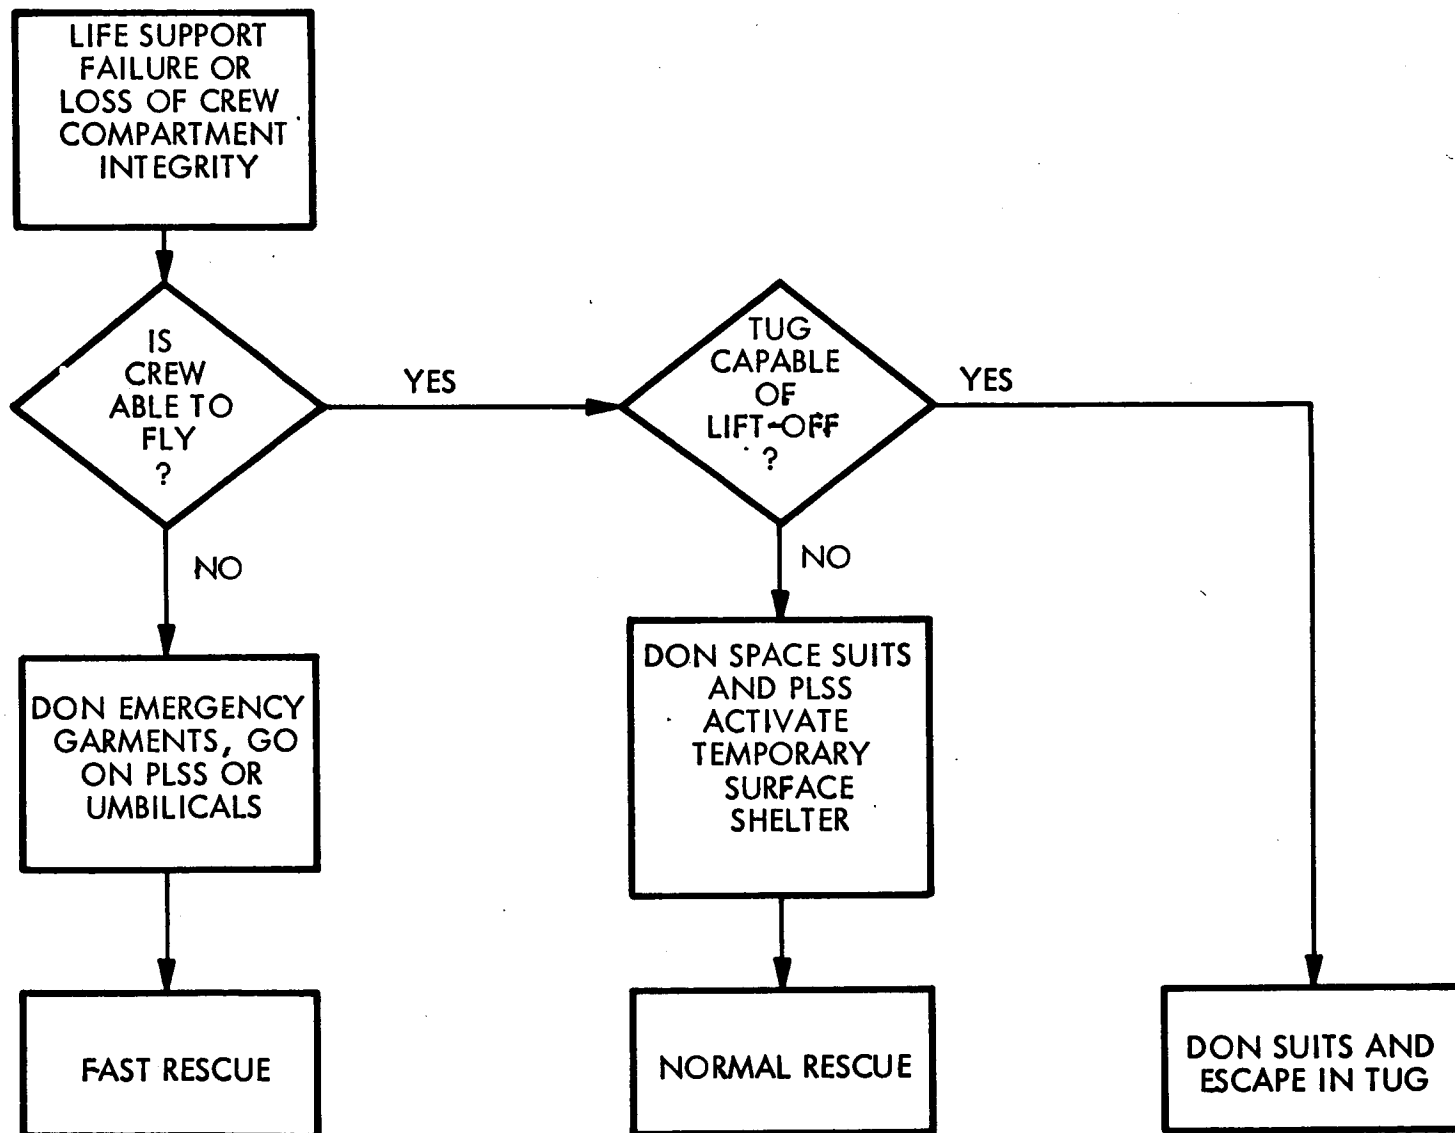 LIFE SUPPORT
FAILURE OR
LOSS OF CREW
COMPARTMENT
INTEGRITY
IS
CREW
ABLE TO
FLY
?
YES
TUG
CAPABLE
OF
LIFT-OFF
?
YES
NO
NO
DON EMERGENCY
GARMENTS, GO
ON PLSS OR
UMBILICALS
DON SPACE SUITS
AND PLSS
ACTIVATE
TEMPORARY
SURFACE
SHELTER
FAST RESCUE
NORMAL RESCUE
DON SUITS AND
ESCAPE IN TUG